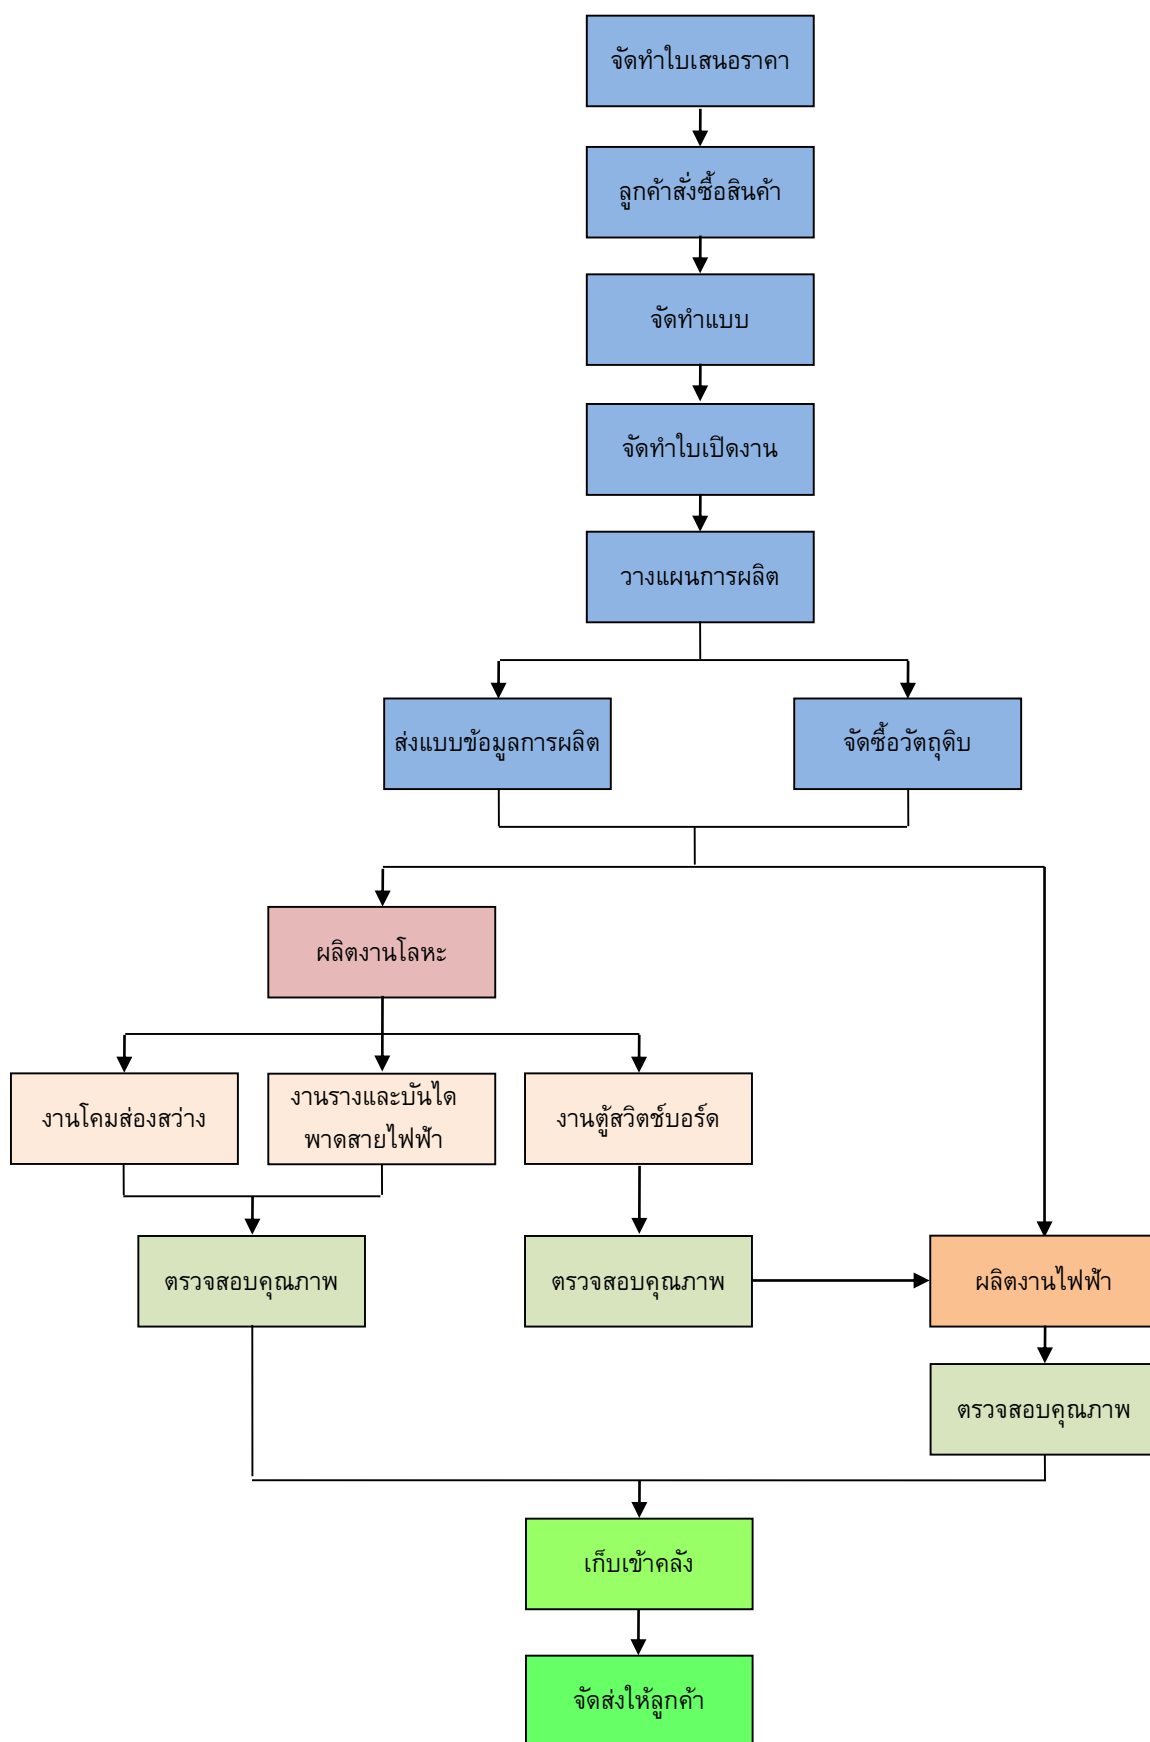 จัดทำใบเสนอราคา
ลูกค้าสั่งซื้อสินค้า
จัดทำแบบ
จัดทำใบเปิดงาน
วางแผนการผลิต
ส่งแบบข้อมูลการผลิต
จัดซื้อวัตถุดิบ
ผลิตงานโลหะ
งานโคมส่องสว่าง
งานรางและบันได
พาดสายไฟฟ้า
งานตู้สวิตช์บอร์ด
ตรวจสอบคุณภาพ
ตรวจสอบคุณภาพ
ผลิตงานไฟฟ้า
ตรวจสอบคุณภาพ
เก็บเข้าคลัง
จัดส่งให้ลูกค้า